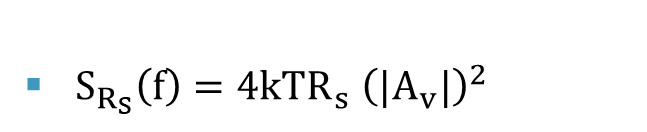 ▪ S_{R_s}(f) = 4kTR_s (|A_v|)²